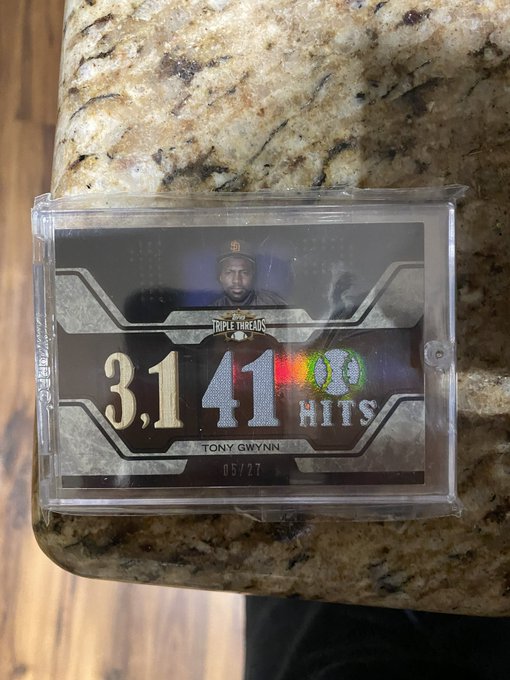 Topps
TRIPLE THREADS
3,141
HITS
TONY GWYNN
05/27